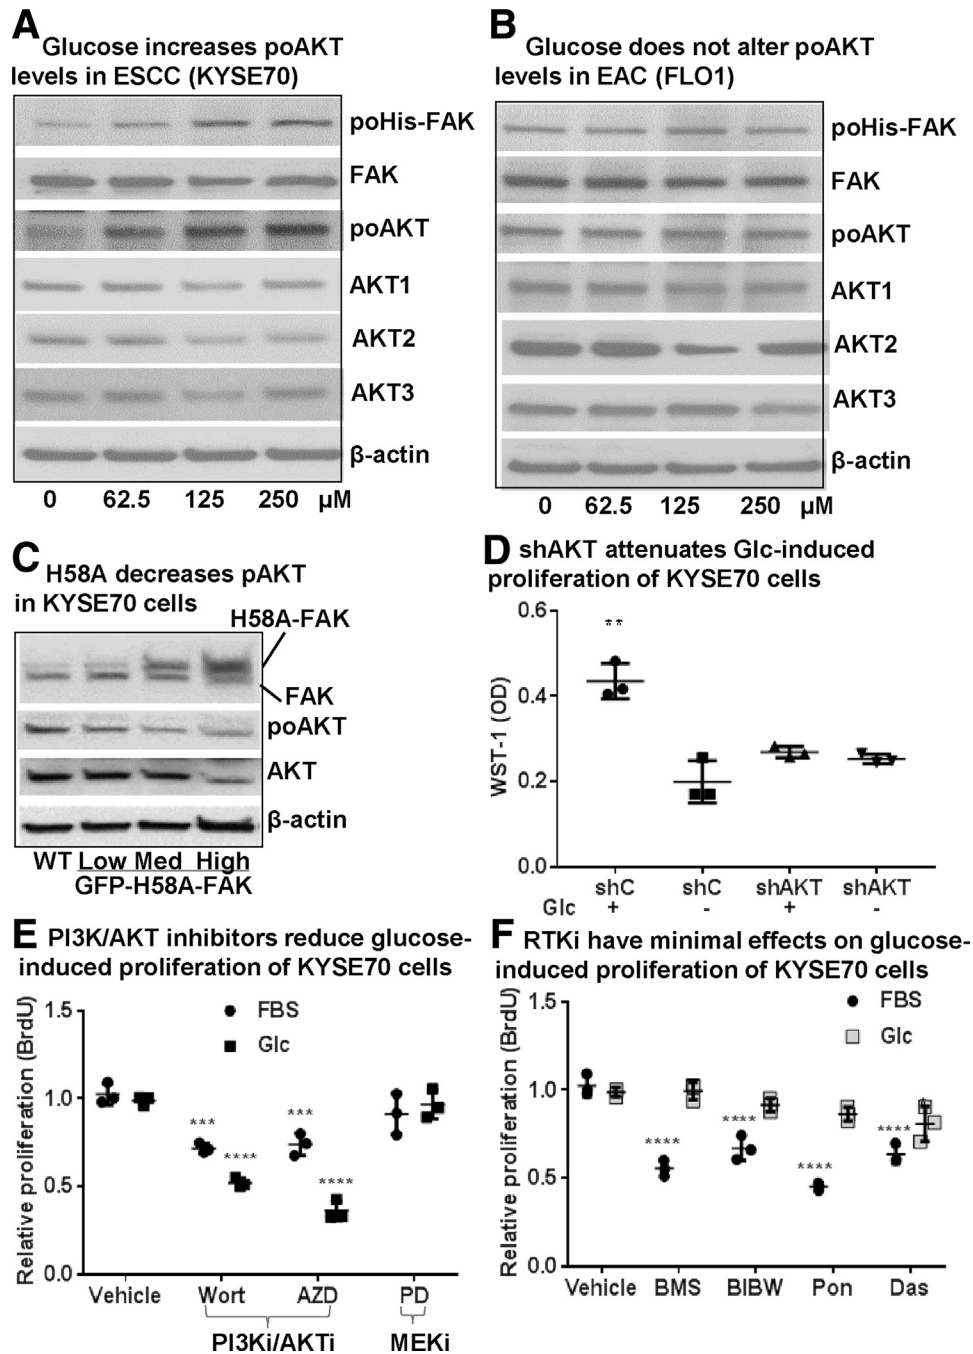 A
Glucose increases poAKT
levels in ESCC (KYSE70)
poHis-FAK
FAK
poAKT
AKT1
AKT2
AKT3
β-actin
0 62.5 125 250 µM
B
Glucose does not alter poAKT
levels in EAC (FLO1)
poHis-FAK
FAK
poAKT
AKT1
AKT2
AKT3
β-actin
0 62.5 125 250 µM
C
H58A decreases pAKT
in KYSE70 cells
H58A-FAK
FAK
poAKT
AKT
β-actin
WT Low Med High
GFP-H58A-FAK
D
shAKT attenuates Glc-induced
proliferation of KYSE70 cells
WST-1 (OD)
0.6
0.4
0.2
0.0
**
shC shC shAKT shAKT
Glc + - + -
E
PI3K/AKT inhibitors reduce glucose-
induced proliferation of KYSE70 cells
Relative proliferation (BrdU)
1.5
1.0
0.5
0.0
FBS
Glc
***
****
***
****
Vehicle Wort AZD PD
PI3Ki/AKTi MEKi
F
RTKi have minimal effects on glucose-
induced proliferation of KYSE70 cells
Relative proliferation (BrdU)
1.5
1.0
0.5
0.0
FBS
Glc
****
****
****
****
Vehicle BMS BIBW Pon Das